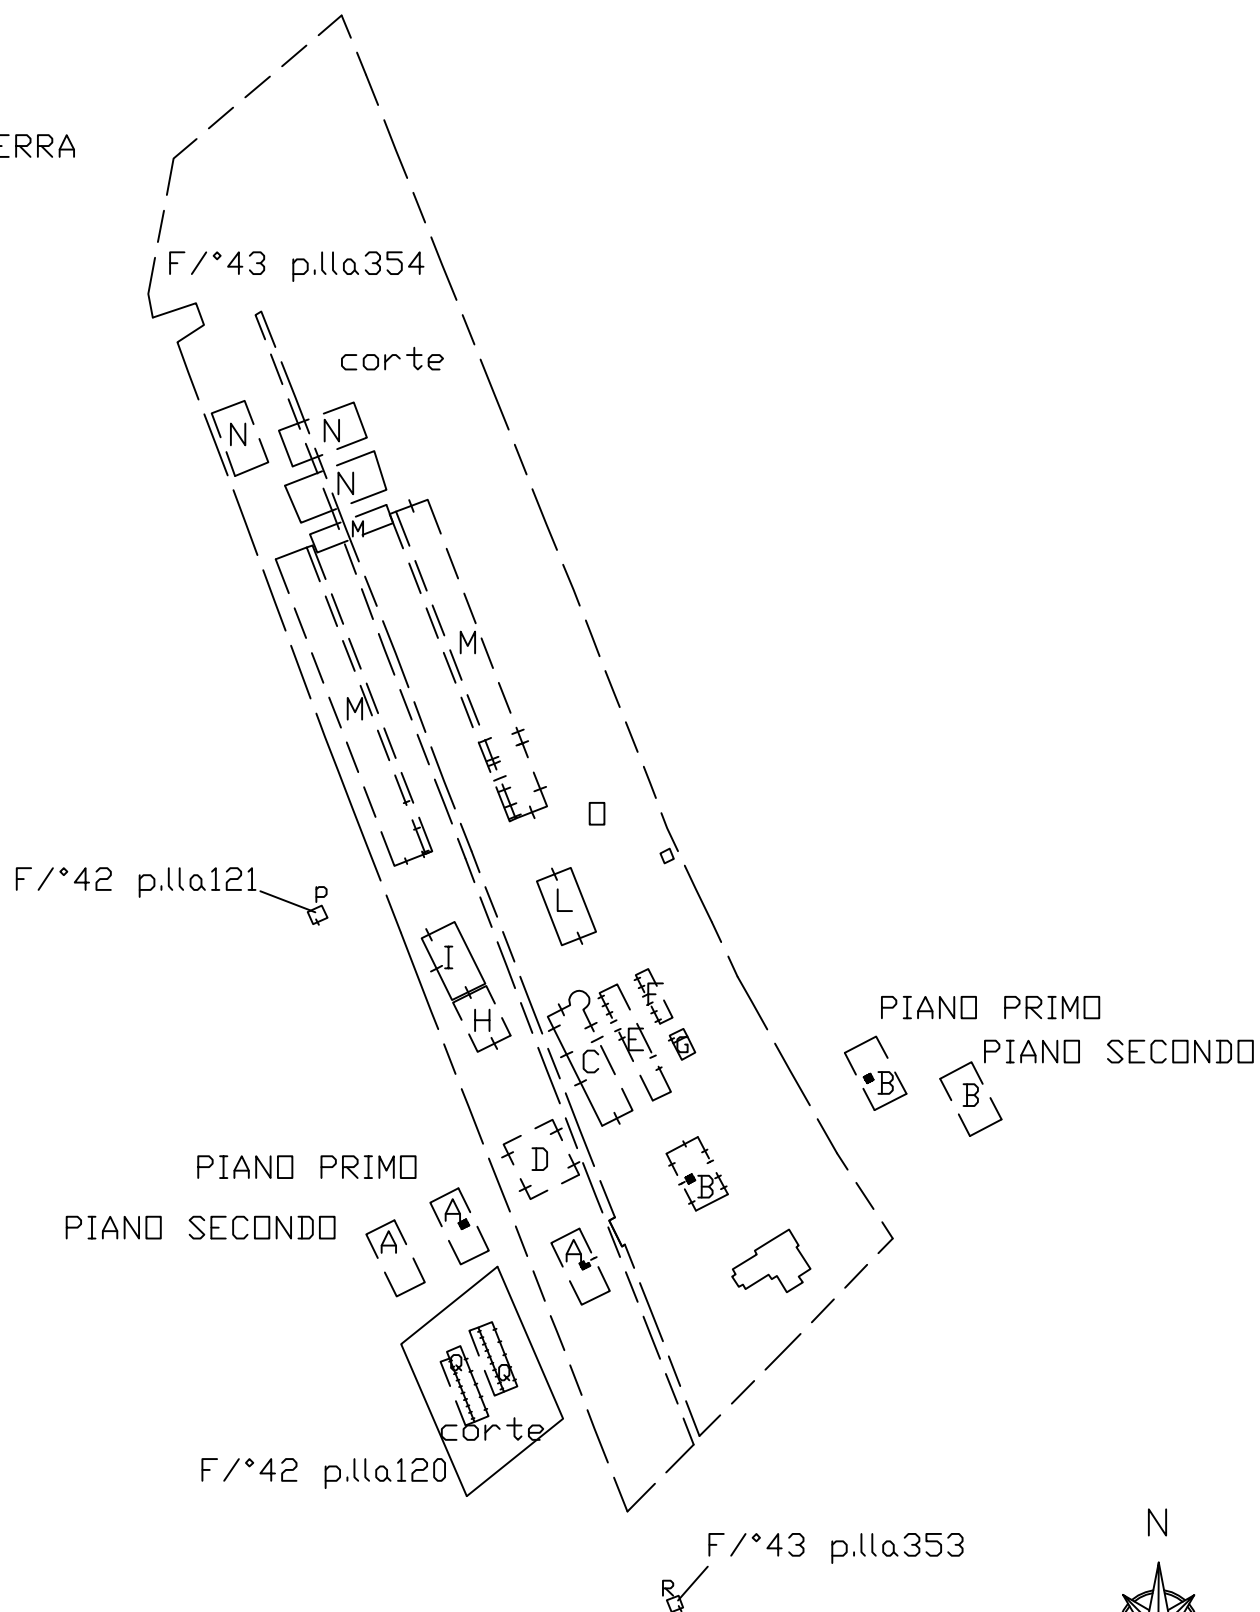 ERRA
F/°43 p.lla354
corte
N
N
N
M
M
M
F/°42 p.lla121
P
L
I
H
F
E
G
C
PIANO PRIMO
PIANO SECONDO
B
B
D
B
PIANO PRIMO
PIANO SECONDO
A
A
A
Q
Q
corte
F/°42 p.lla120
N
F/°43 p.lla353
R